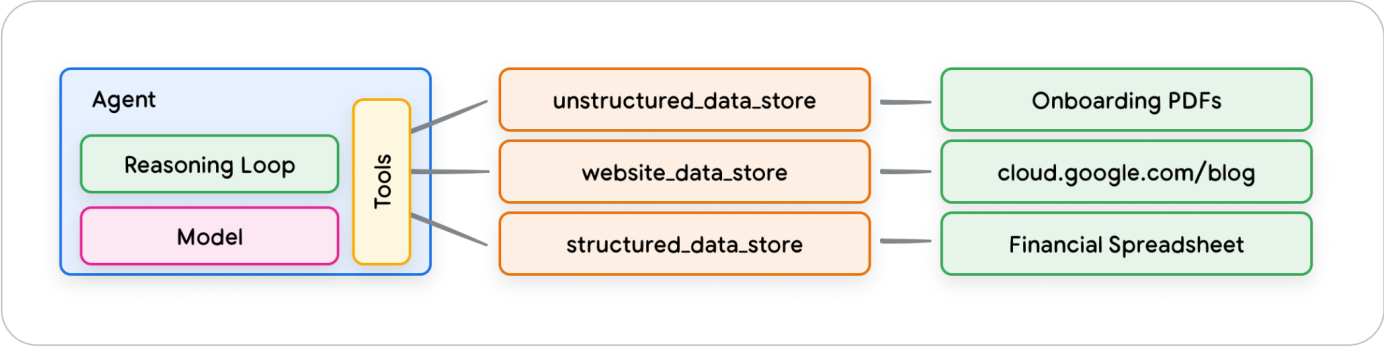 Agent
Reasoning Loop
Model
Tools
unstructured_data_store
Onboarding PDFs
website_data_store
cloud.google.com/blog
structured_data_store
Financial Spreadsheet